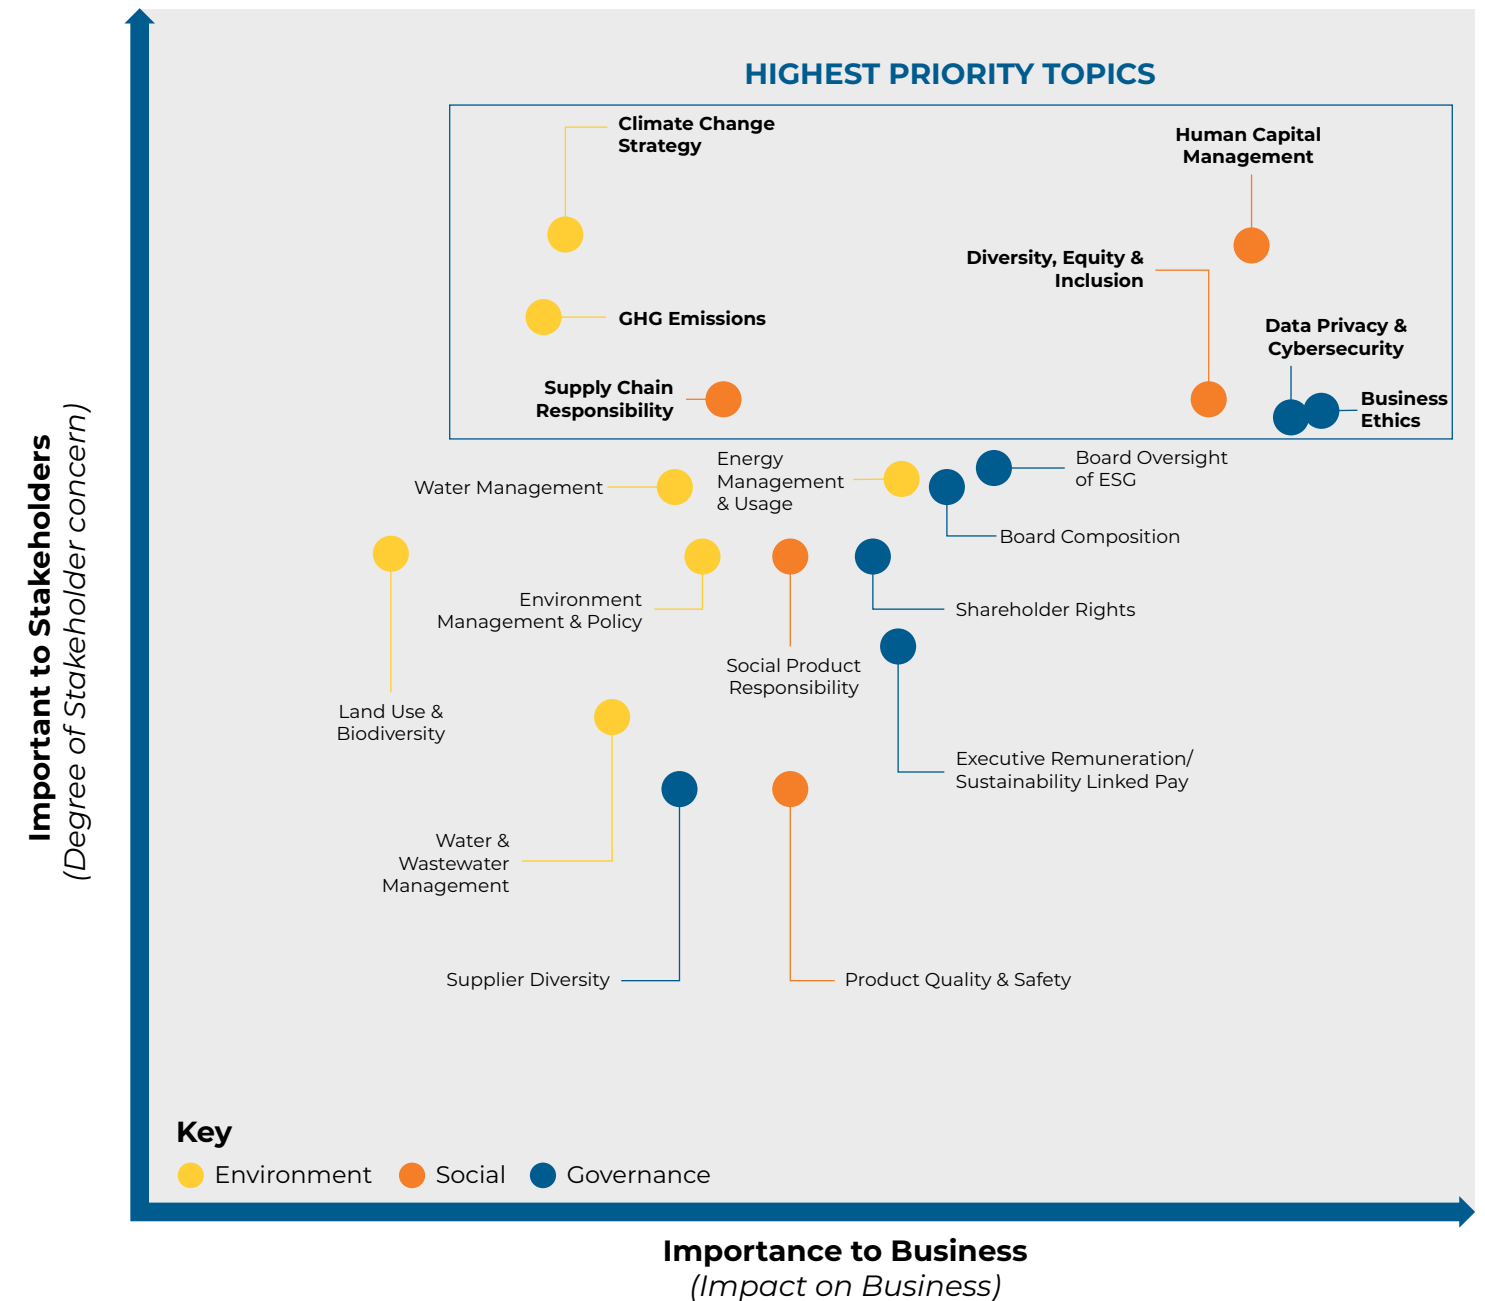 HIGHEST PRIORITY TOPICS
Climate Change
Strategy
Human Capital
Management
Diversity, Equity &
Inclusion
GHG Emissions
Data Privacy &
Cybersecurity
Supply Chain
Responsibility
Business
Ethics
Water Management
Energy
Management
& Usage
Board Oversight
of ESG
Board Composition
Environment
Management & Policy
Shareholder Rights
Social Product
Responsibility
Land Use &
Biodiversity
Executive Remuneration/
Sustainability Linked Pay
Water &
Wastewater
Management
Supplier Diversity
Product Quality & Safety
Important to Stakeholders
(Degree of Stakeholder concern)
Key
Environment
Social
Governance
Importance to Business
(Impact on Business)